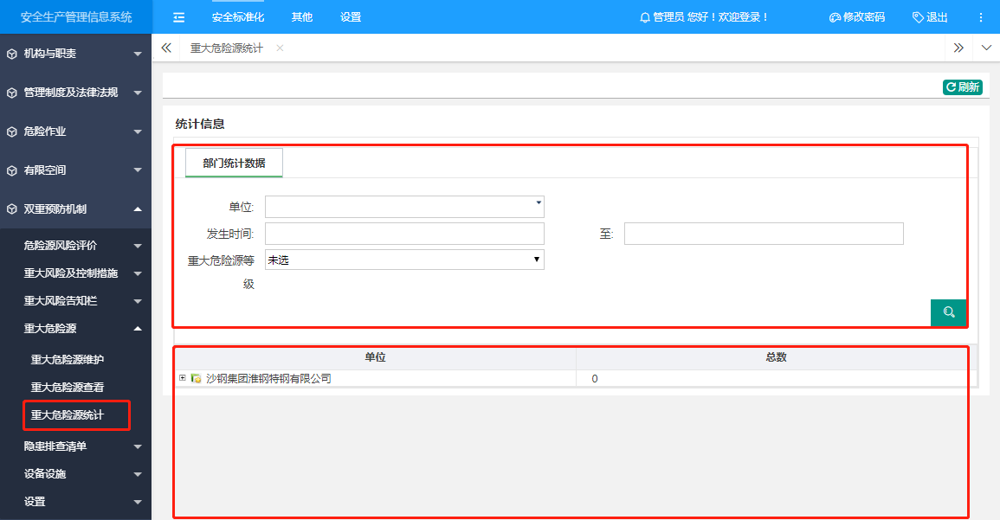 安全生产管理信息系统
安全标准化 其他 设置
管理员 您好！欢迎登录！
修改密码 退出
机构与职责
管理制度及法律法规
危险作业
有限空间
双重预防机制
危险源风险评价
重大风险及控制措施
重大风险告知栏
重大危险源
重大危险源维护
重大危险源查看
重大危险源统计
隐患排查清单
设备设施
设置
重大危险源统计
刷新
统计信息
部门统计数据
单位:
发生时间: 至:
重大危险源等 未选
级
单位 总数
沙钢集团淮钢特钢有限公司 0